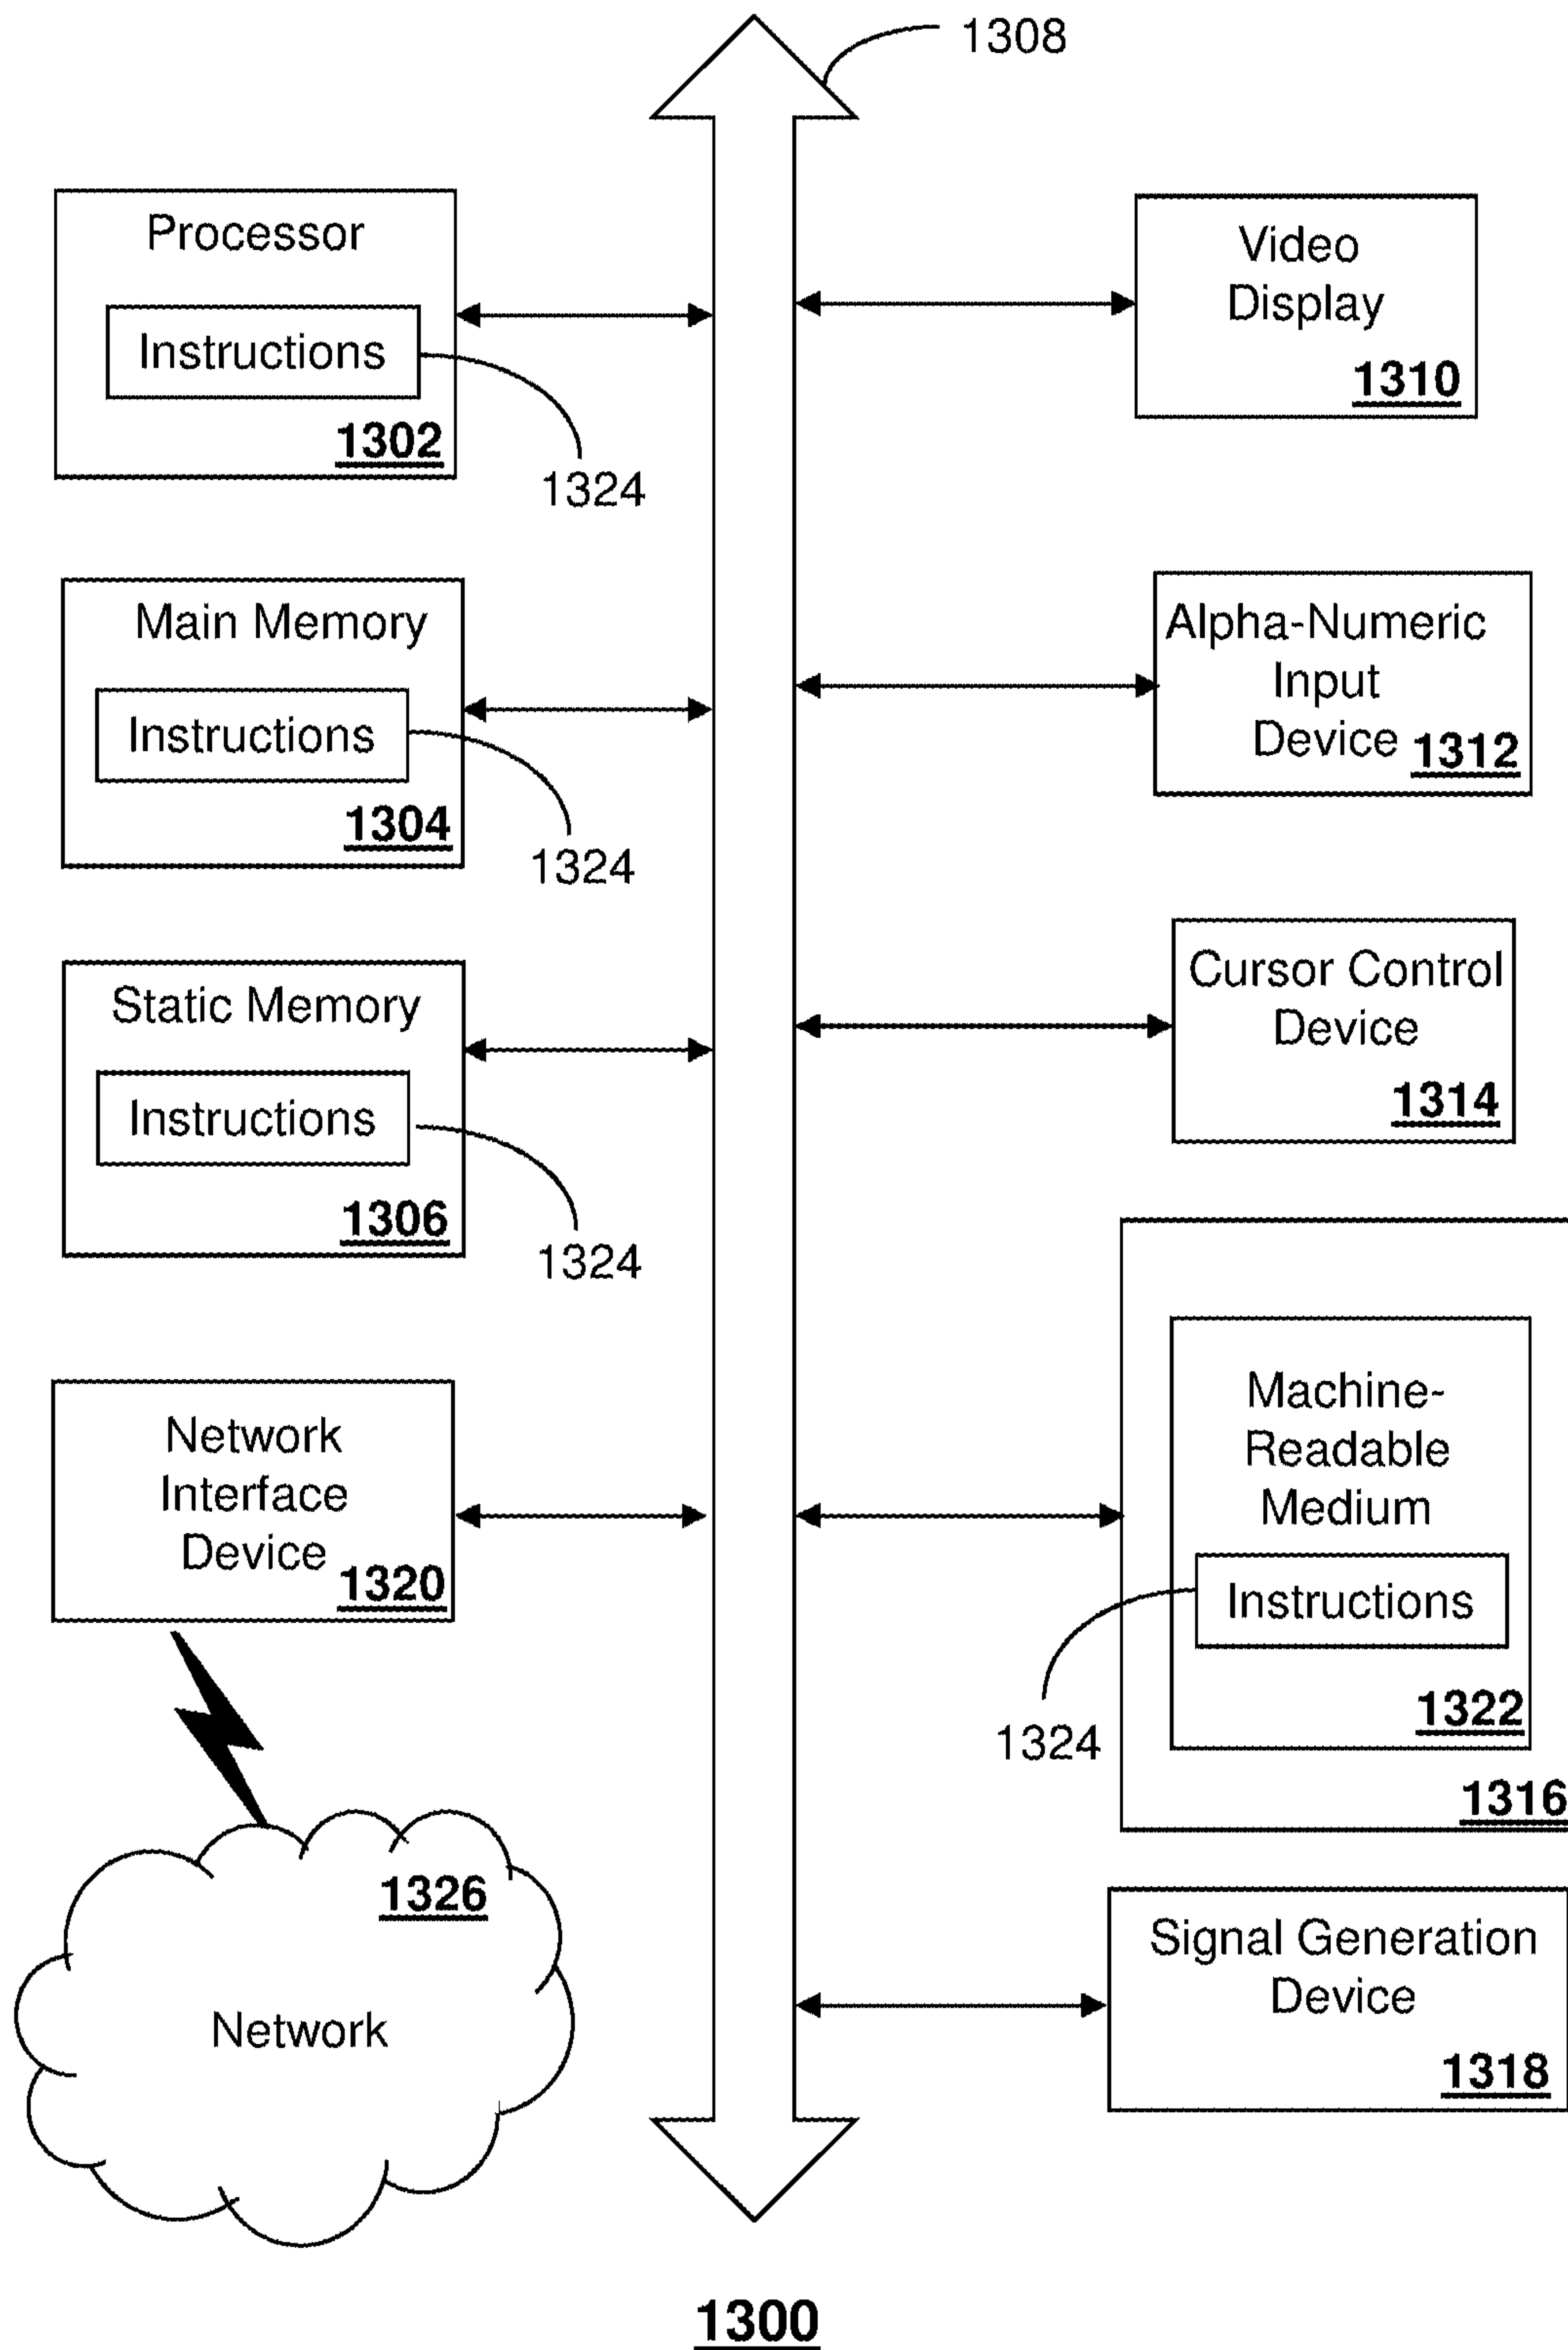 1308
Processor
Instructions
1302
1324
Main Memory
Instructions
1304
1324
Static Memory
Instructions
1306
1324
Network
Interface
Device
1320
1326
Network
Video
Display
1310
Alpha-Numeric
Input
Device 1312
Cursor Control
Device
1314
Machine-
Readable
Medium
Instructions
1324
1322
1316
Signal Generation
Device
1318
1300